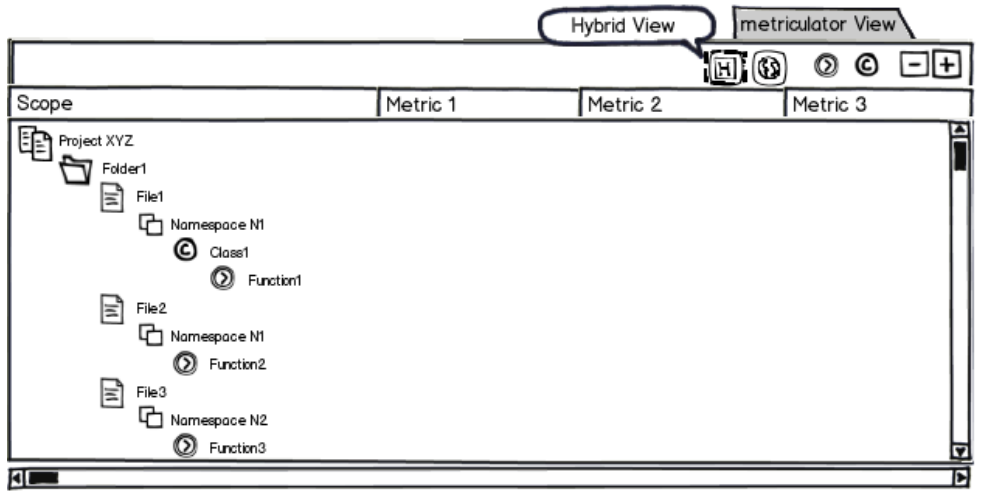 Hybrid View
metriculator View
H
C
- +
Scope Metric 1 Metric 2 Metric 3
Project XYZ
Folder1
File1
Namespace N1
C Class1
Function1
File2
Namespace N1
Function2
File3
Namespace N2
Function3